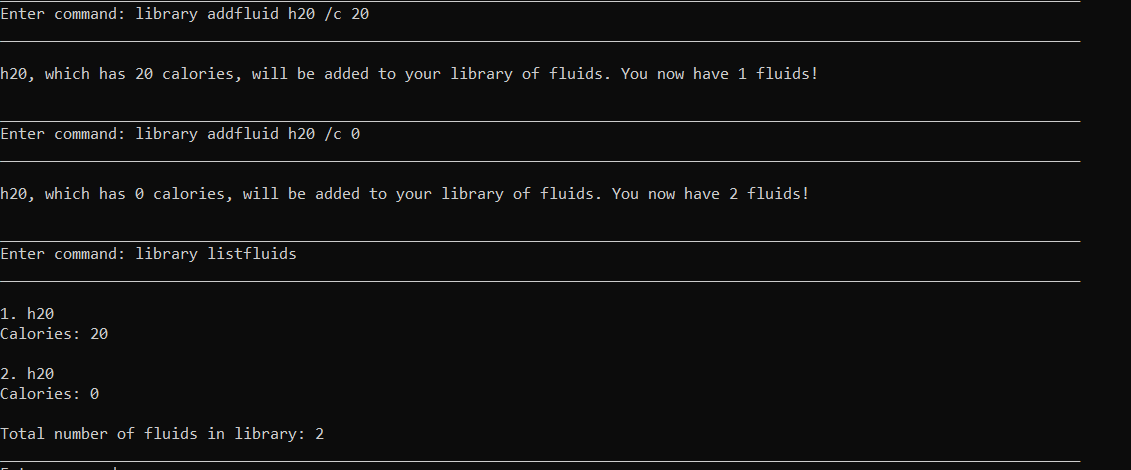 Enter command: library addfluid h20 /c 20
h20, which has 20 calories, will be added to your library of fluids. You now have 1 fluids!
Enter command: library addfluid h20 /c 0
h20, which has 0 calories, will be added to your library of fluids. You now have 2 fluids!
Enter command: library listfluids
1. h20
Calories: 20
2. h20
Calories: 0
Total number of fluids in library: 2